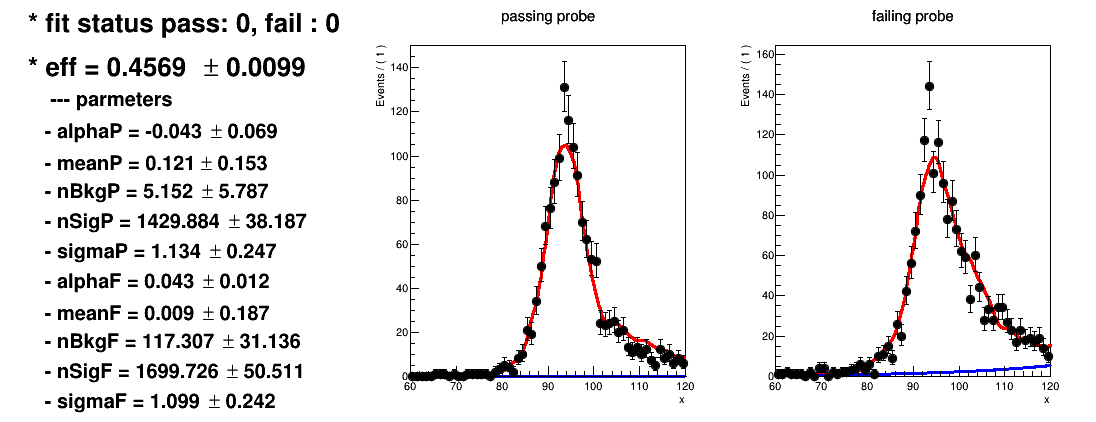 * fit status pass: 0, fail : 0
* eff = 0.4569 ± 0.0099
--- parmeters
- alphaP = -0.043 ± 0.069
- meanP = 0.121 ± 0.153
- nBkgP = 5.152 ± 5.787
- nSigP = 1429.884 ± 38.187
- sigmaP = 1.134 ± 0.247
- alphaF = 0.043 ± 0.012
- meanF = 0.009 ± 0.187
- nBkgF = 117.307 ± 31.136
- nSigF = 1699.726 ± 50.511
- sigmaF = 1.099 ± 0.242
passing probe
Events / ( 1 )
140
120
100
80
60
40
20
0
60 70 80 90 100 110 120
x
failing probe
Events / ( 1 )
160
140
120
100
80
60
40
20
0
60 70 80 90 100 110 120
x